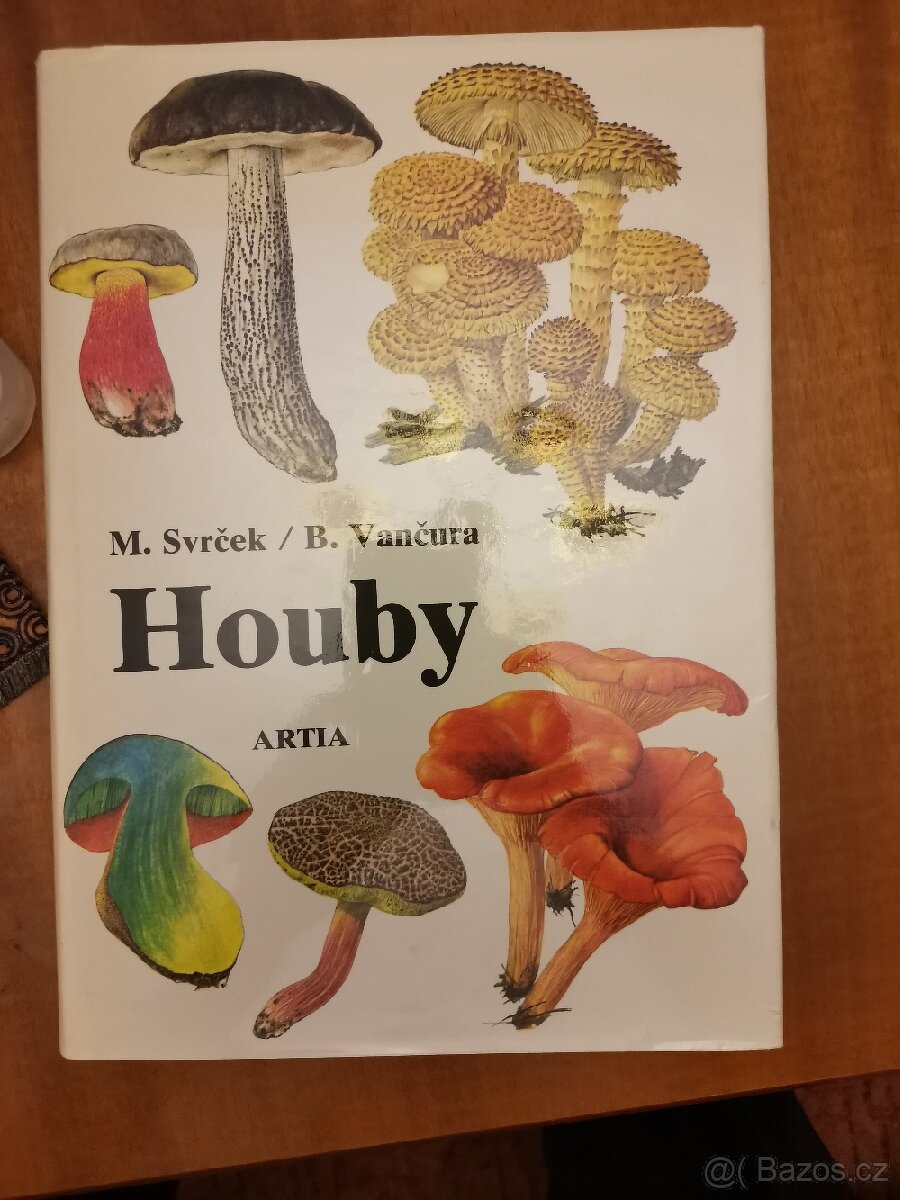 M. Svrček / B. Vančura
Houby
ARTIA
@( Bazos.cz